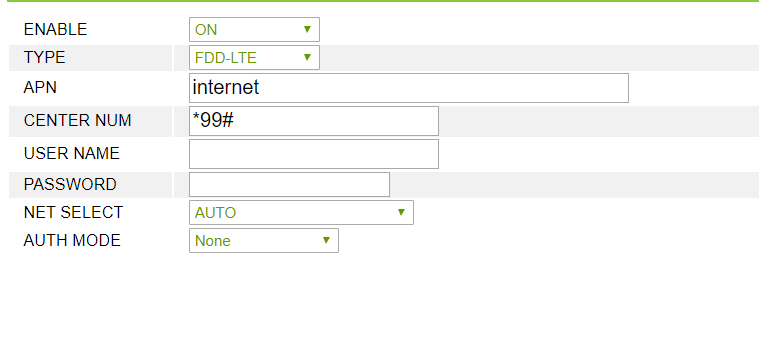 ENABLE ON
TYPE FDD-LTE
APN internet
CENTER NUM *99#
USER NAME
PASSWORD
NET SELECT AUTO
AUTH MODE None